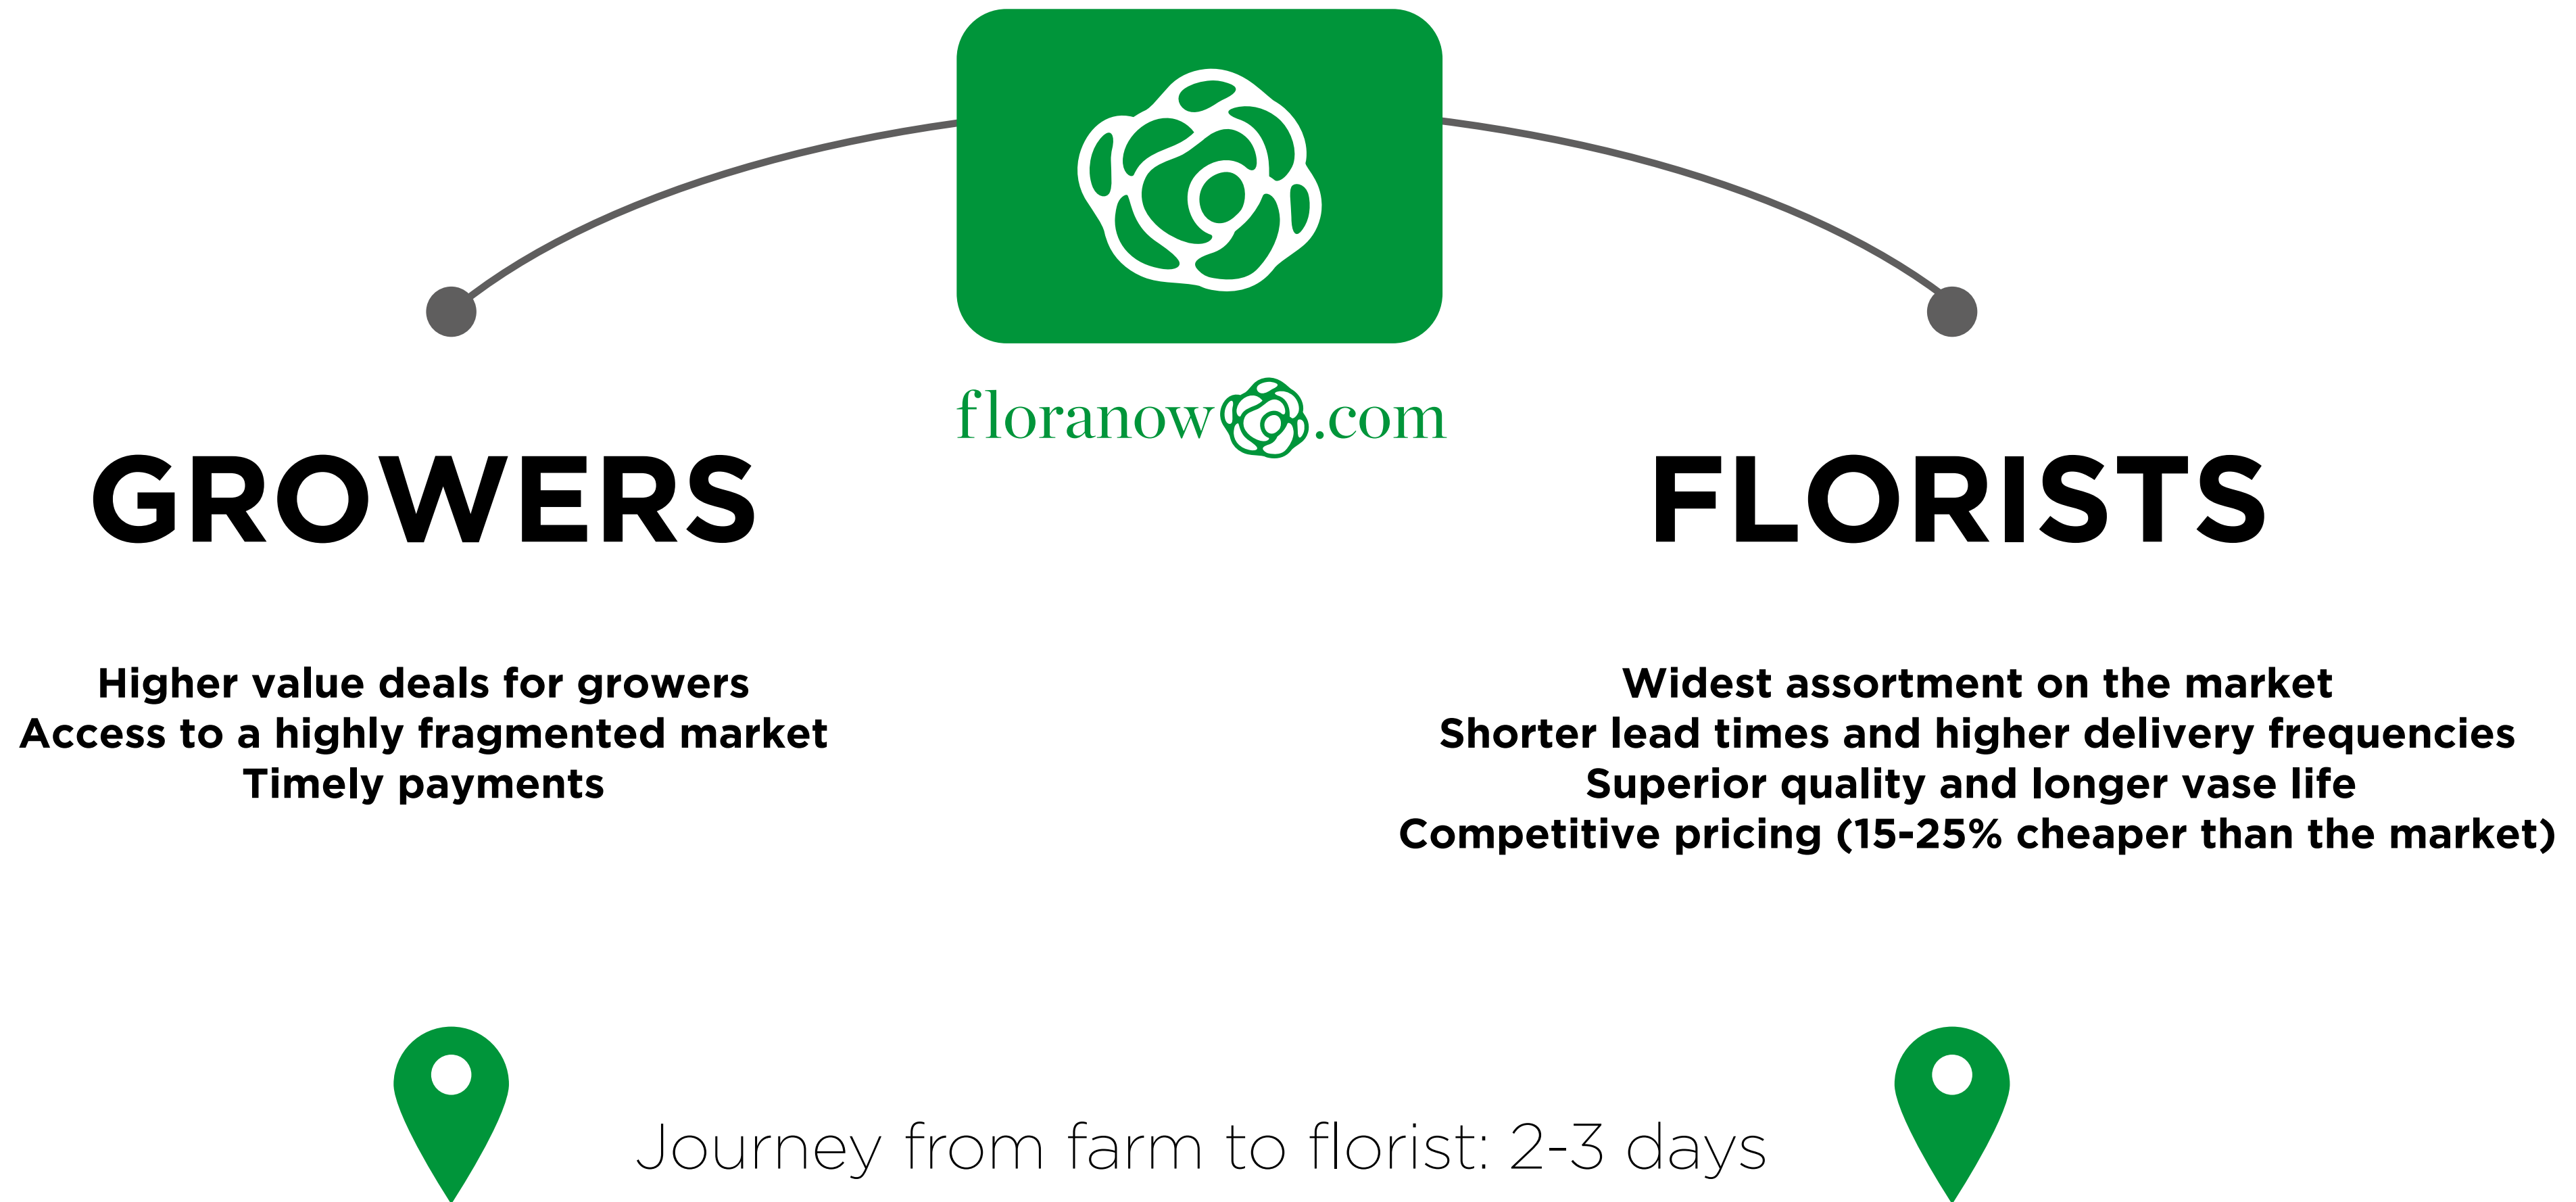 floranow.com
GROWERS
Higher value deals for growers
Access to a highly fragmented market
Timely payments
FLORISTS
Widest assortment on the market
Shorter lead times and higher delivery frequencies
Superior quality and longer vase life
Competitive pricing (15-25% cheaper than the market)
Journey from farm to florist: 2-3 days